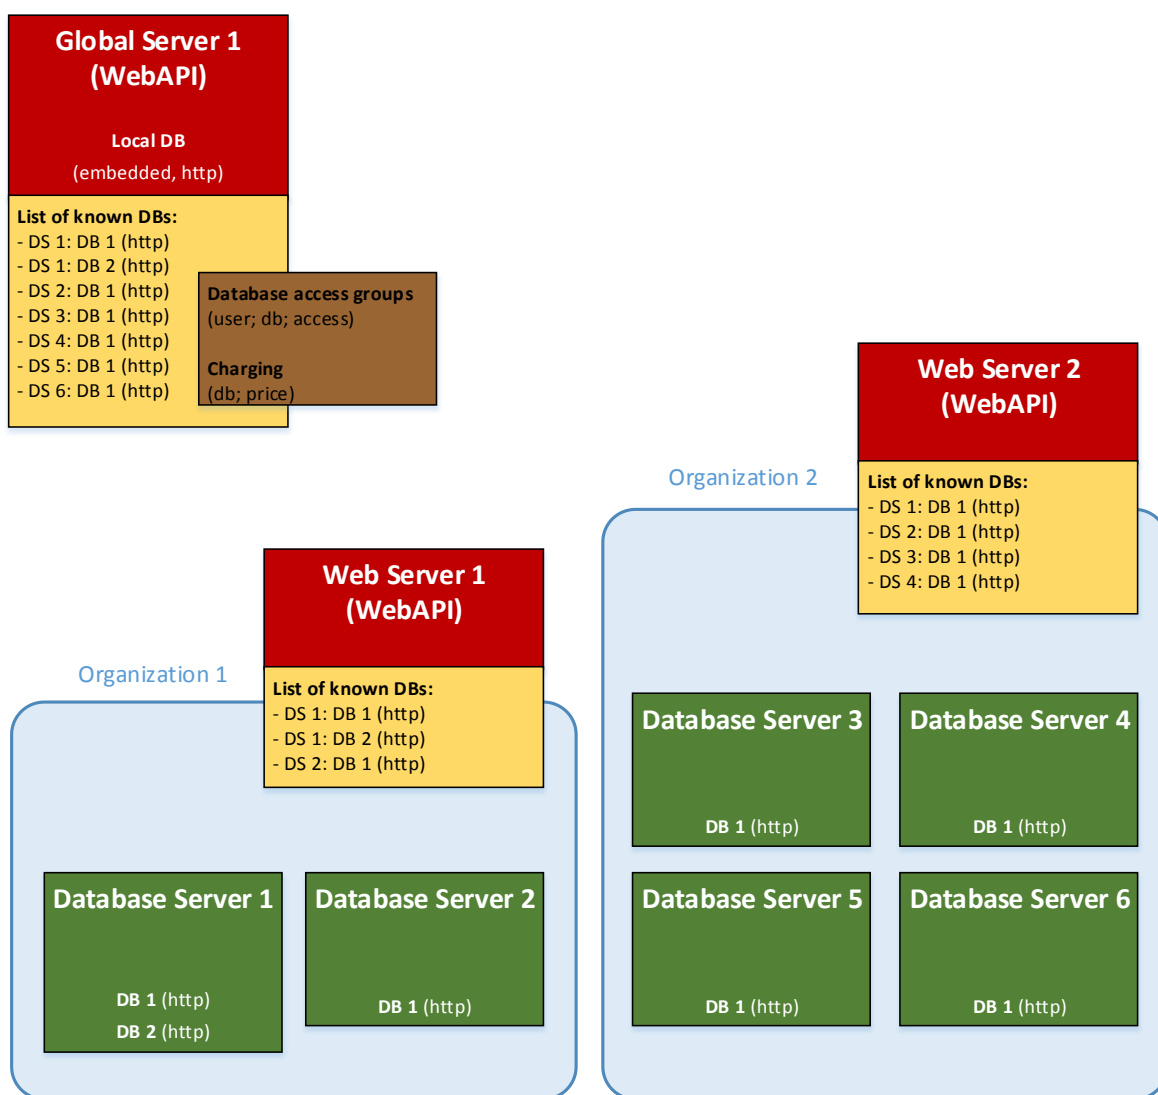 Global Server 1
(WebAPI)
Local DB
(embedded, http)
List of known DBs:
- DS 1: DB 1 (http)
- DS 1: DB 2 (http)
- DS 2: DB 1 (http)
- DS 3: DB 1 (http)
- DS 4: DB 1 (http)
- DS 5: DB 1 (http)
- DS 6: DB 1 (http)
Database access groups
(user; db; access)
Charging
(db; price)
Web Server 2
(WebAPI)
Organization 2
List of known DBs:
- DS 1: DB 1 (http)
- DS 2: DB 1 (http)
- DS 3: DB 1 (http)
- DS 4: DB 1 (http)
Web Server 1
(WebAPI)
Organization 1
List of known DBs:
- DS 1: DB 1 (http)
- DS 1: DB 2 (http)
- DS 2: DB 1 (http)
Database Server 3
DB 1 (http)
Database Server 4
DB 1 (http)
Database Server 1
DB 1 (http)
DB 2 (http)
Database Server 2
DB 1 (http)
Database Server 5
DB 1 (http)
Database Server 6
DB 1 (http)